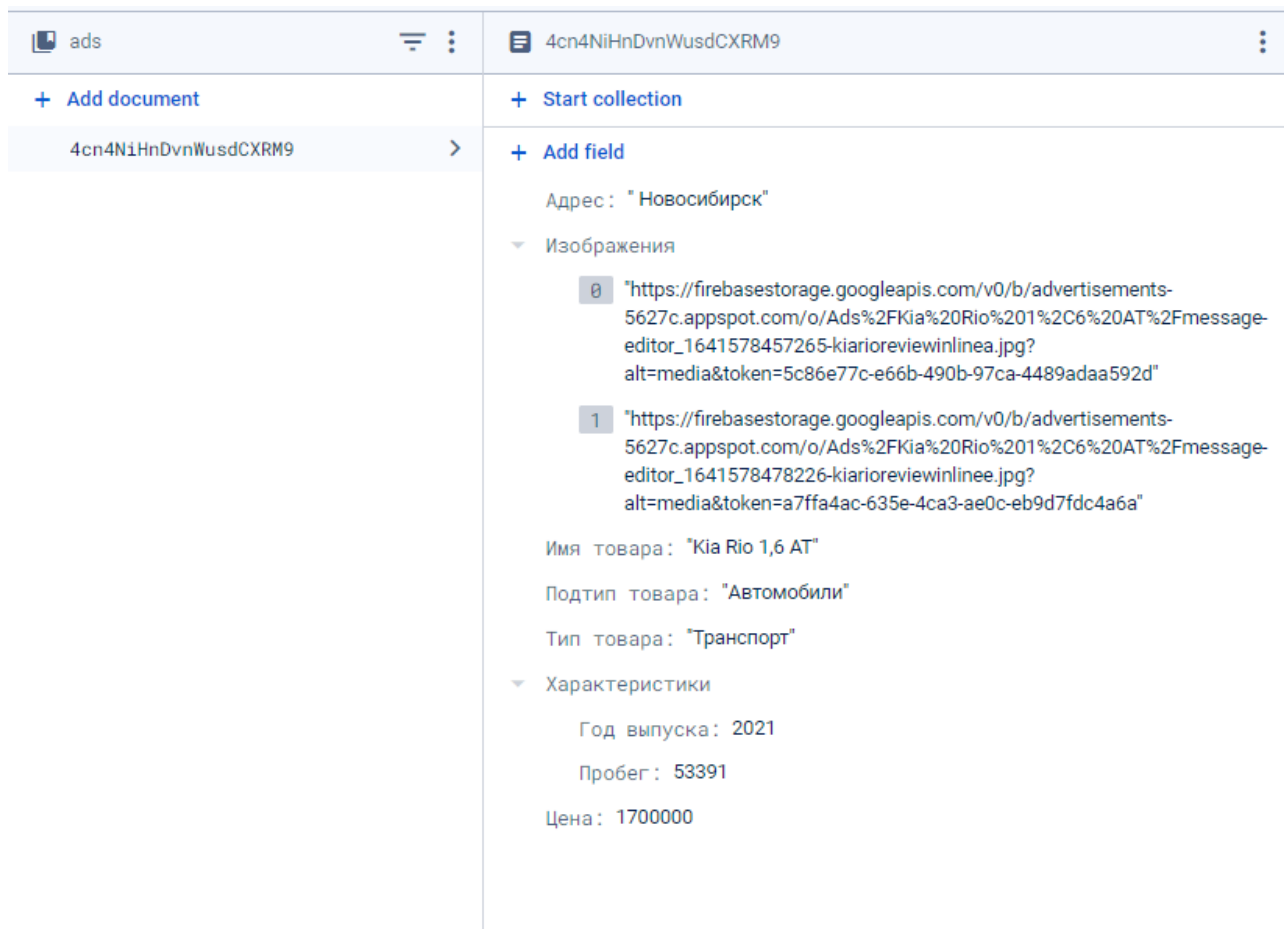 ads
4cn4NiHnDvnWusdCXRM9
+ Add document
4cn4NiHnDvnWusdCXRM9
+ Start collection
+ Add field
Адрес: " Новосибирск"
Изображения
0 "https://firebasestorage.googleapis.com/v0/b/advertisements-
5627c.appspot.com/o/Ads%2FKia%20Rio%201%2C6%20AT%2Fmessage-
editor_1641578457265-kiarioreviewinlinea.jpg?
alt=media&token=5c86e77c-e66b-490b-97ca-4489adaa592d"
1 "https://firebasestorage.googleapis.com/v0/b/advertisements-
5627c.appspot.com/o/Ads%2FKia%20Rio%201%2C6%20AT%2Fmessage-
editor_1641578478226-kiarioreviewinlinee.jpg?
alt=media&token=a7ffa4ac-635e-4ca3-ae0c-eb9d7fdc4a6a"
Имя товара: "Kia Rio 1,6 AT"
Подтип товара: "Автомобили"
Тип товара: "Транспорт"
Характеристики
Год выпуска: 2021
Пробег: 53391
Цена: 1700000